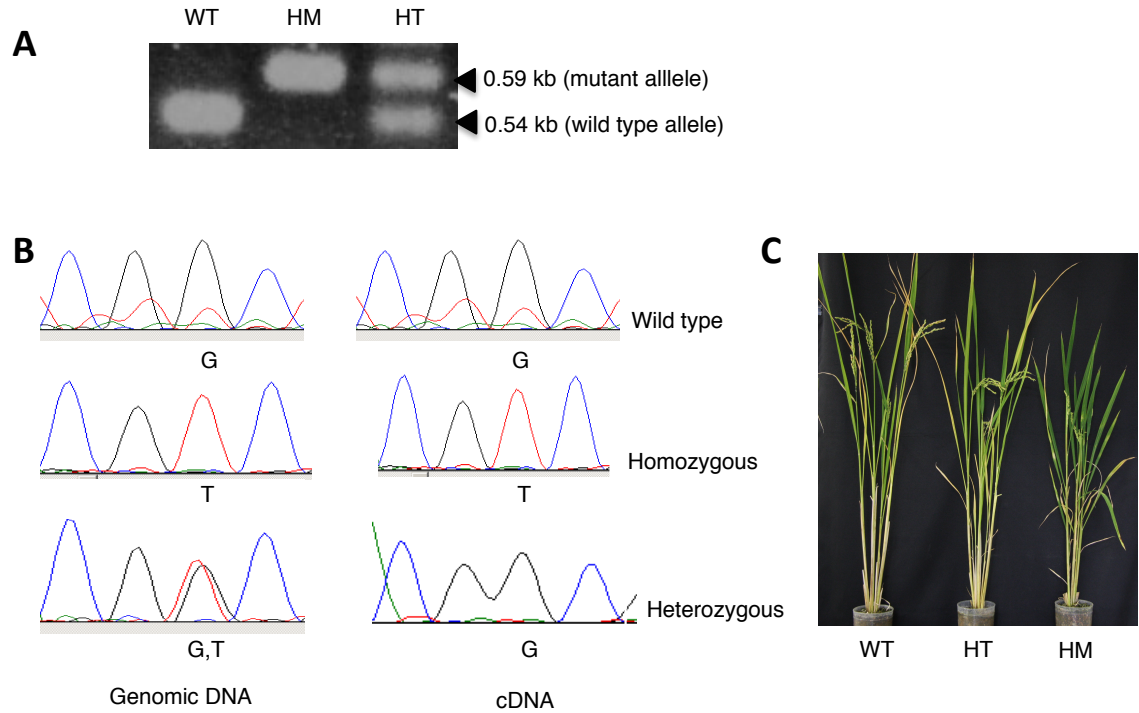 A
WT HM HT
0.59 kb (mutant alllele)
0.54 kb (wild type allele)
B
G G
Wild type
T T
Homozygous
G,T G
Heterozygous
Genomic DNA cDNA
C
WT HT HM